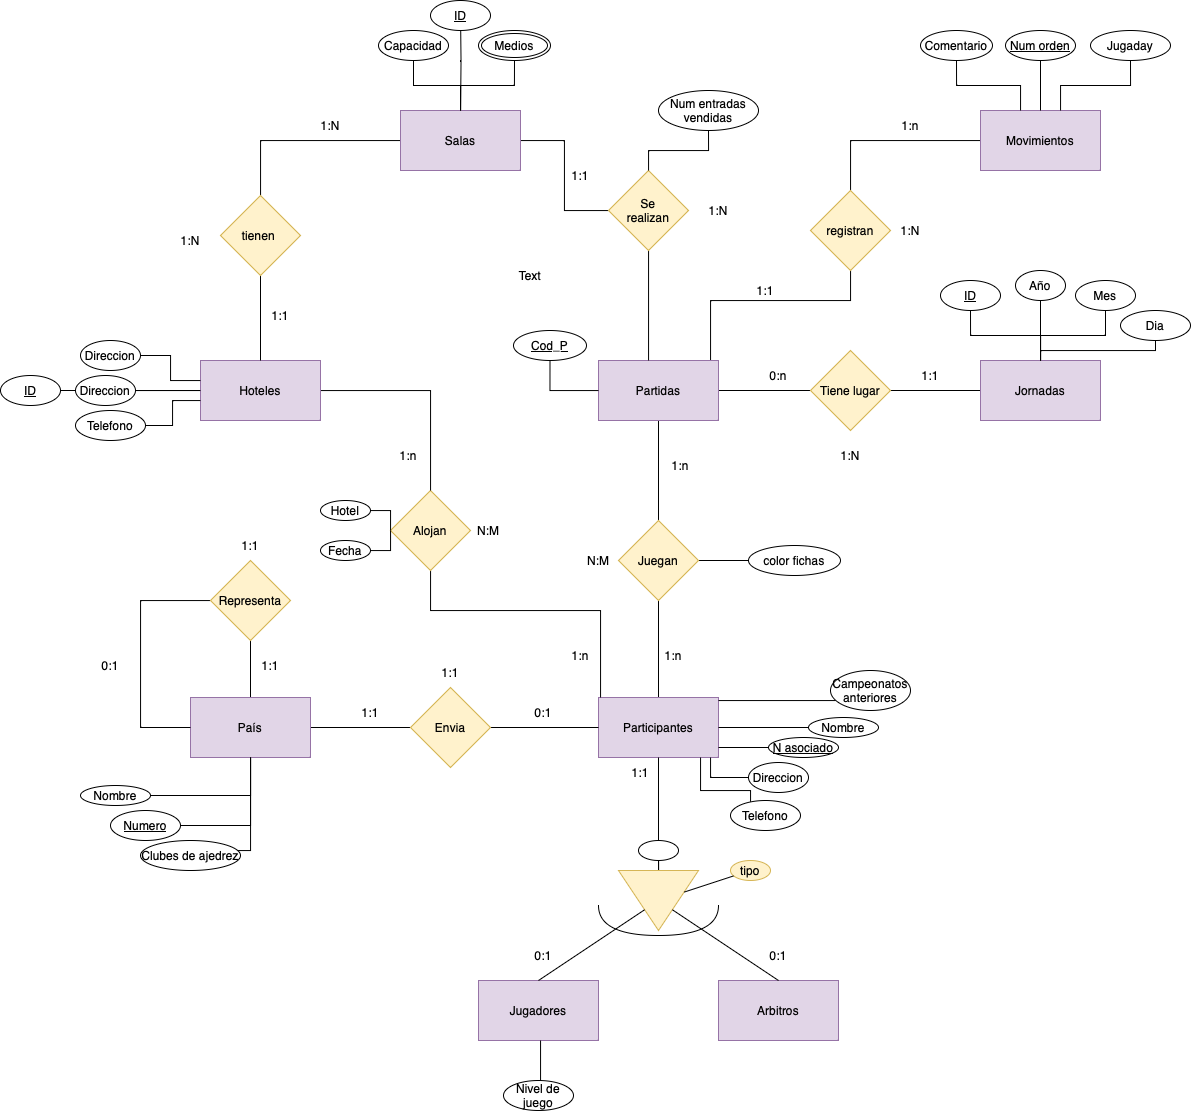 ID
Capacidad
Medios
Comentario
Num orden
Jugaday
Num entradas
vendidas
1:N
Salas
1:n
Movimientos
1:1
Se
realizan
1:N
tienen
1:N
registran
1:N
Text
1:1
1:1
ID
Año
Mes
Dia
Direccion
Cod_P
ID
Direccion
Hoteles
Telefono
Partidas
0:n
Tiene lugar
1:1
Jornadas
1:N
1:n
1:n
Hotel
Fecha
Alojan
N:M
N:M
Juegan
color fichas
1:1
Representa
0:1
1:1
1:n
1:n
1:1
Campeonatos
anteriores
País
1:1
Envia
0:1
Participantes
Nombre
N asociado
1:1
Direccion
Nombre
Telefono
Numero
Clubes de ajedrez
tipo
0:1
0:1
Jugadores
Arbitros
Nivel de
juego